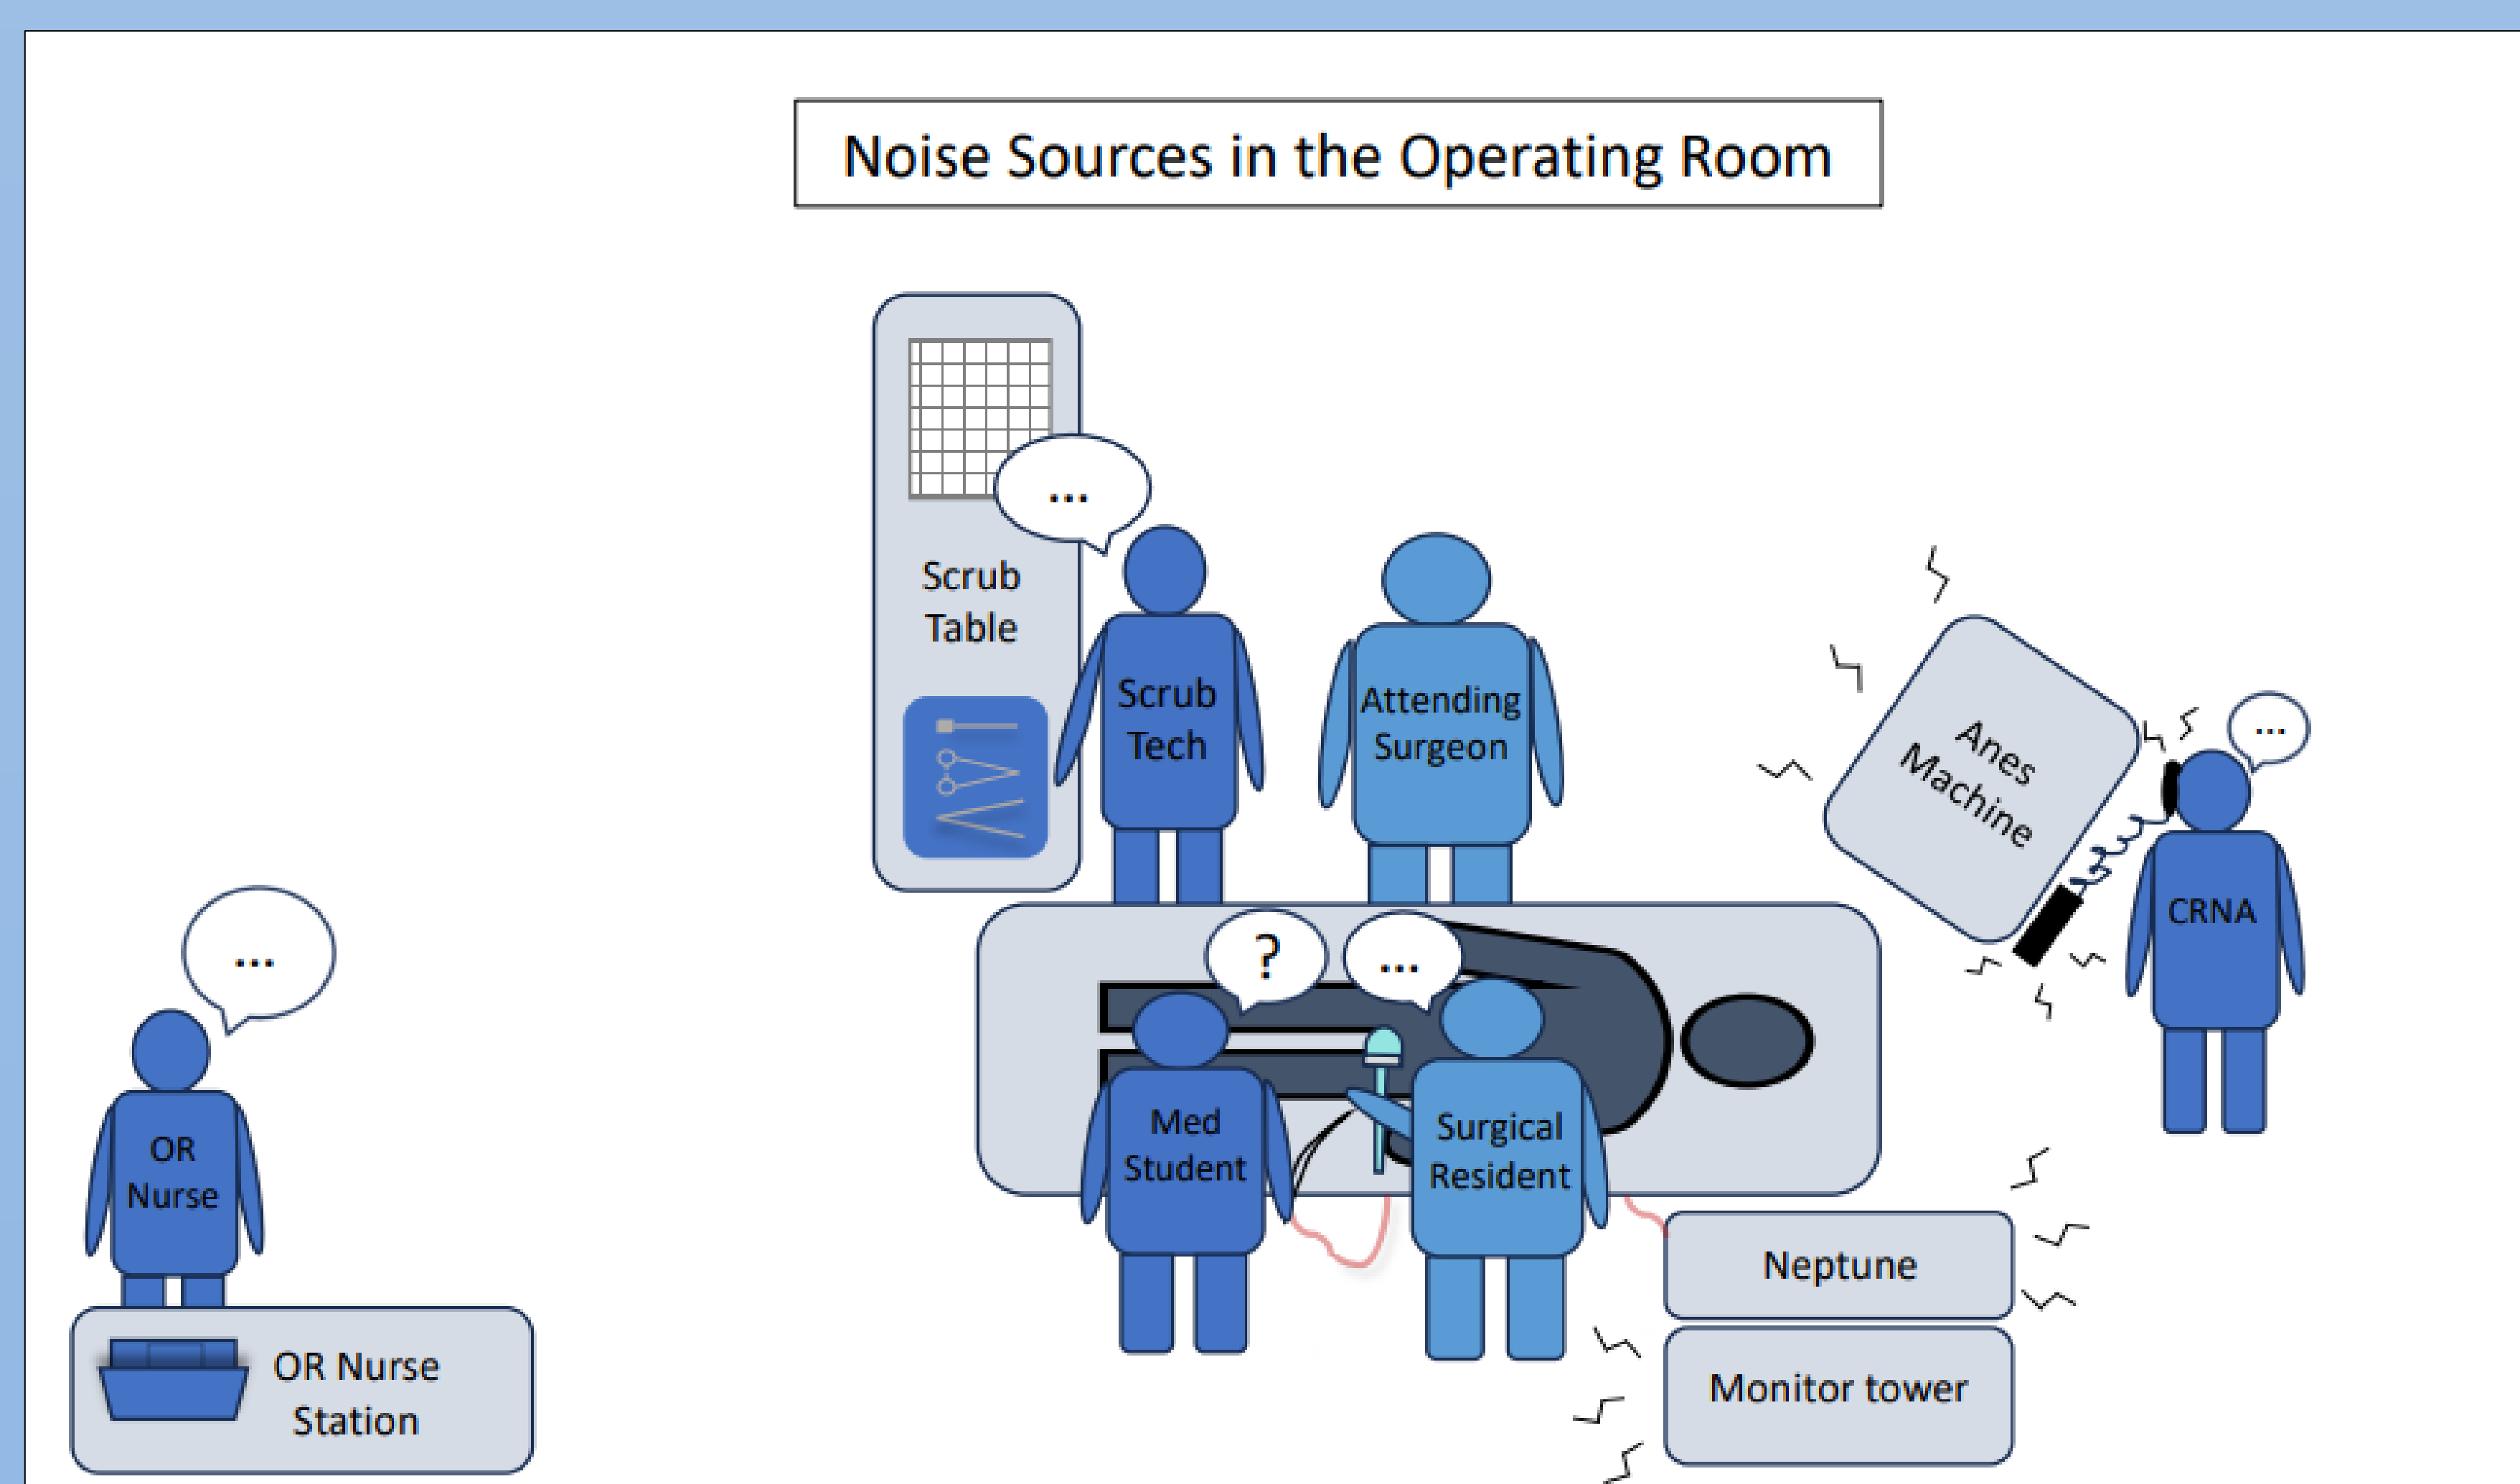 Noise Sources in the Operating Room
...
Scrub
Table
Scrub
Tech
Attending
Surgeon
Anes
Machine
...
CRNA
...
OR
Nurse
OR Nurse
Station
?
...
Med
Student
Surgical
Resident
Neptune
Monitor tower